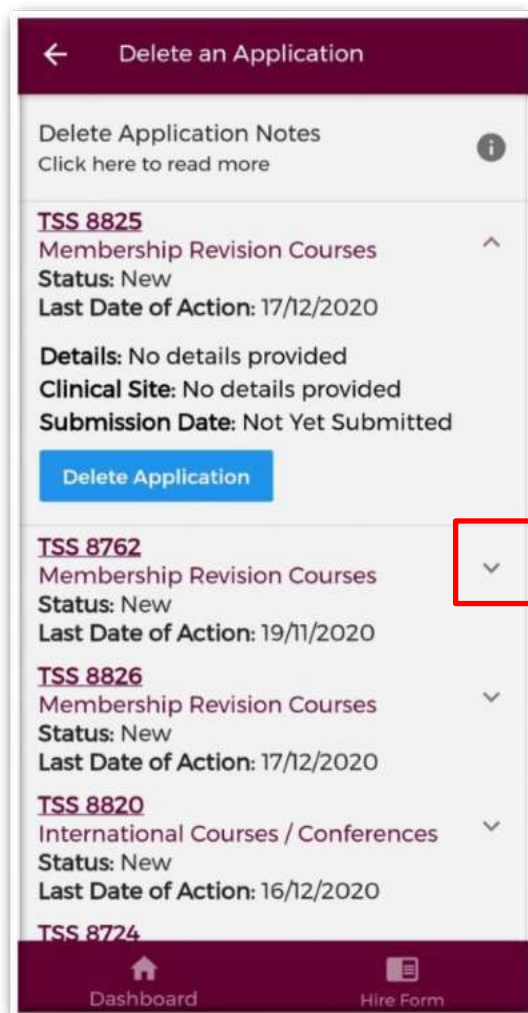 Delete an Application
Delete Application Notes
Click here to read more
TSS 8825
Membership Revision Courses
Status: New
Last Date of Action: 17/12/2020
Details: No details provided
Clinical Site: No details provided
Submission Date: Not Yet Submitted
Delete Application
TSS 8762
Membership Revision Courses
Status: New
Last Date of Action: 19/11/2020
TSS 8826
Membership Revision Courses
Status: New
Last Date of Action: 17/12/2020
TSS 8820
International Courses / Conferences
Status: New
Last Date of Action: 16/12/2020
TSS 8724
Dashboard
Hire Form